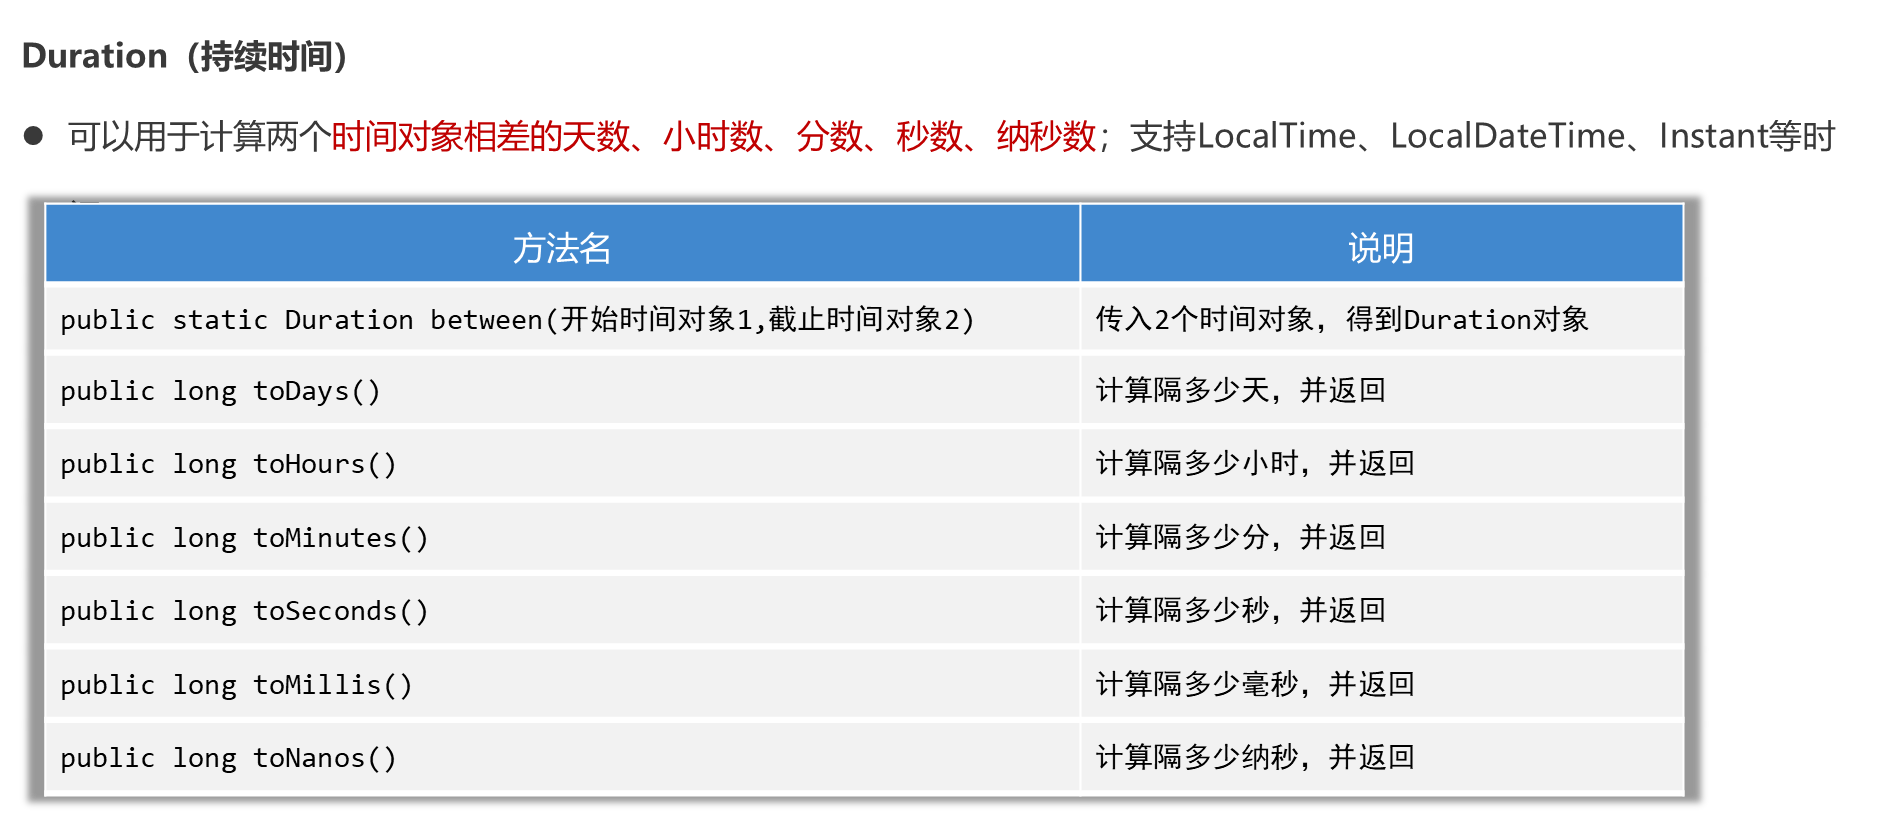 Duration（持续时间）
● 可以用于计算两个时间对象相差的天数、小时数、分数、秒数、纳秒数；支持LocalTime、LocalDateTime、Instant等时
方法名 说明
public static Duration between(开始时间对象1,截止时间对象2) 传入2个时间对象，得到Duration对象
public long toDays() 计算隔多少天，并返回
public long toHours() 计算隔多少小时，并返回
public long toMinutes() 计算隔多少分，并返回
public long toSeconds() 计算隔多少秒，并返回
public long toMillis() 计算隔多少毫秒，并返回
public long toNanos() 计算隔多少纳秒，并返回